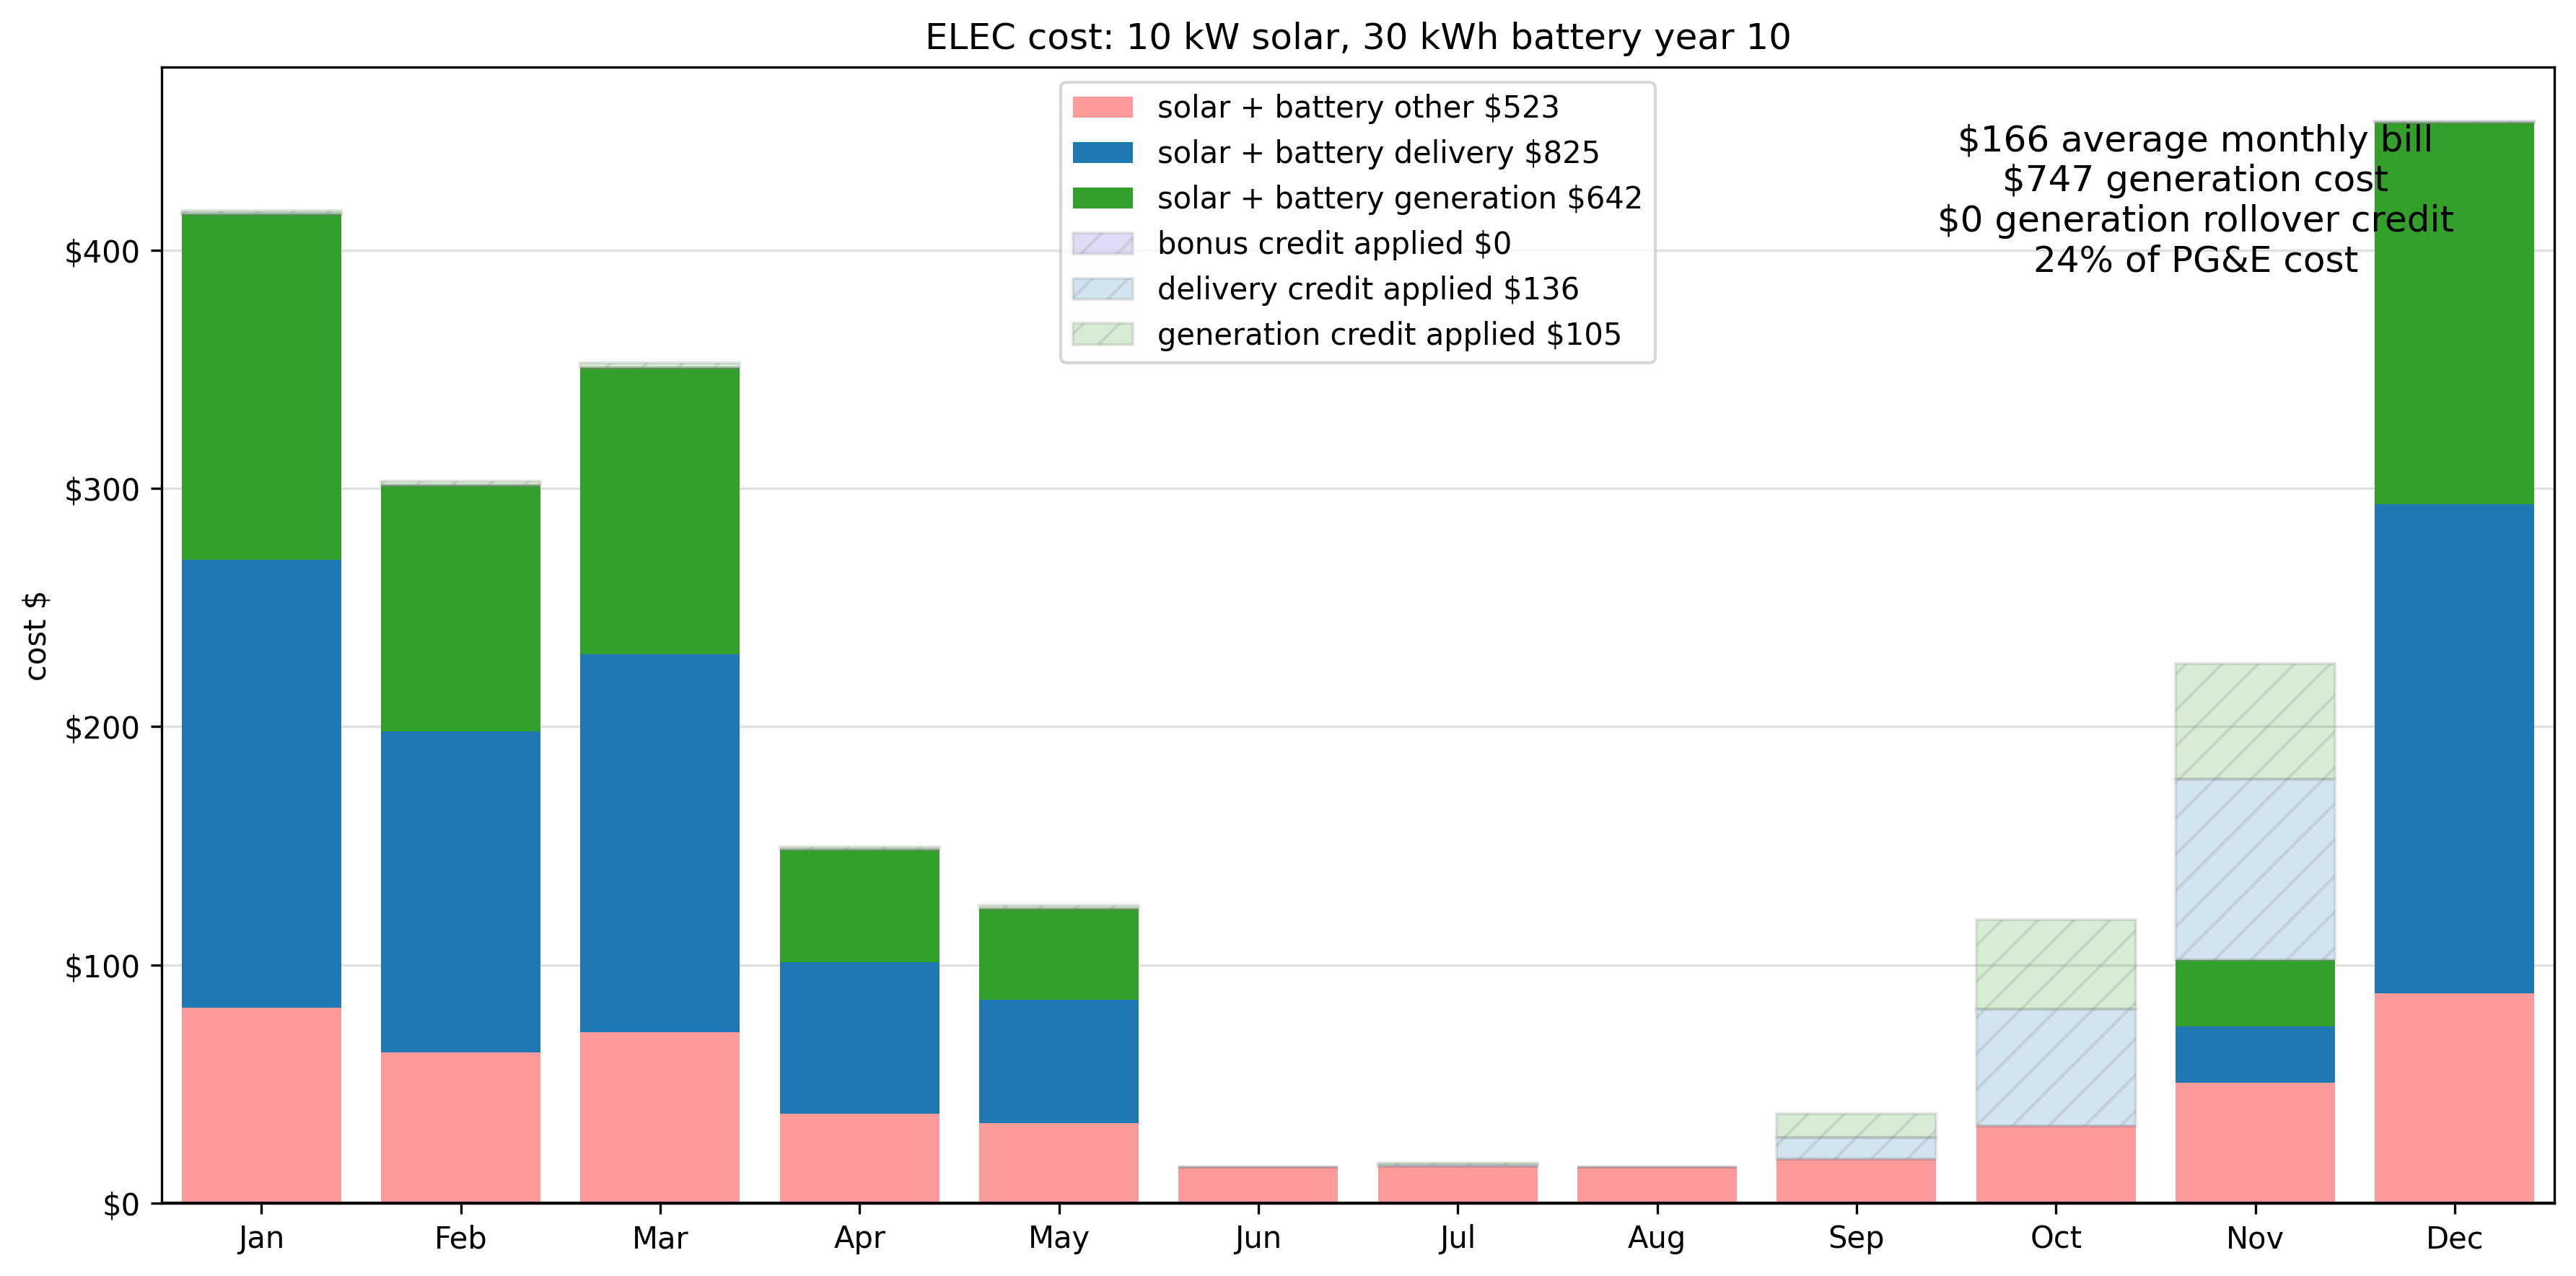 ELEC cost: 10 kW solar, 30 kWh battery year 10
solar + battery other $523
solar + battery delivery $825
solar + battery generation $642
bonus credit applied $0
delivery credit applied $136
generation credit applied $105
$166 average monthly bill
$747 generation cost
$0 generation rollover credit
24% of PG&E cost
cost $
$400
$300
$200
$100
$0
Jan Feb Mar Apr May Jun Jul Aug Sep Oct Nov Dec